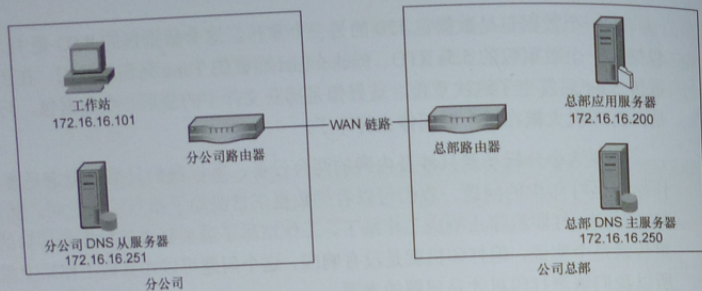 工作站
172.16.16.101
分公司路由器
分公司 DNS 从服务器
172.16.16.251
分公司
WAN 链路
总部应用服务器
172.16.16.200
总部路由器
总部 DNS 主服务器
172.16.16.250
公司总部